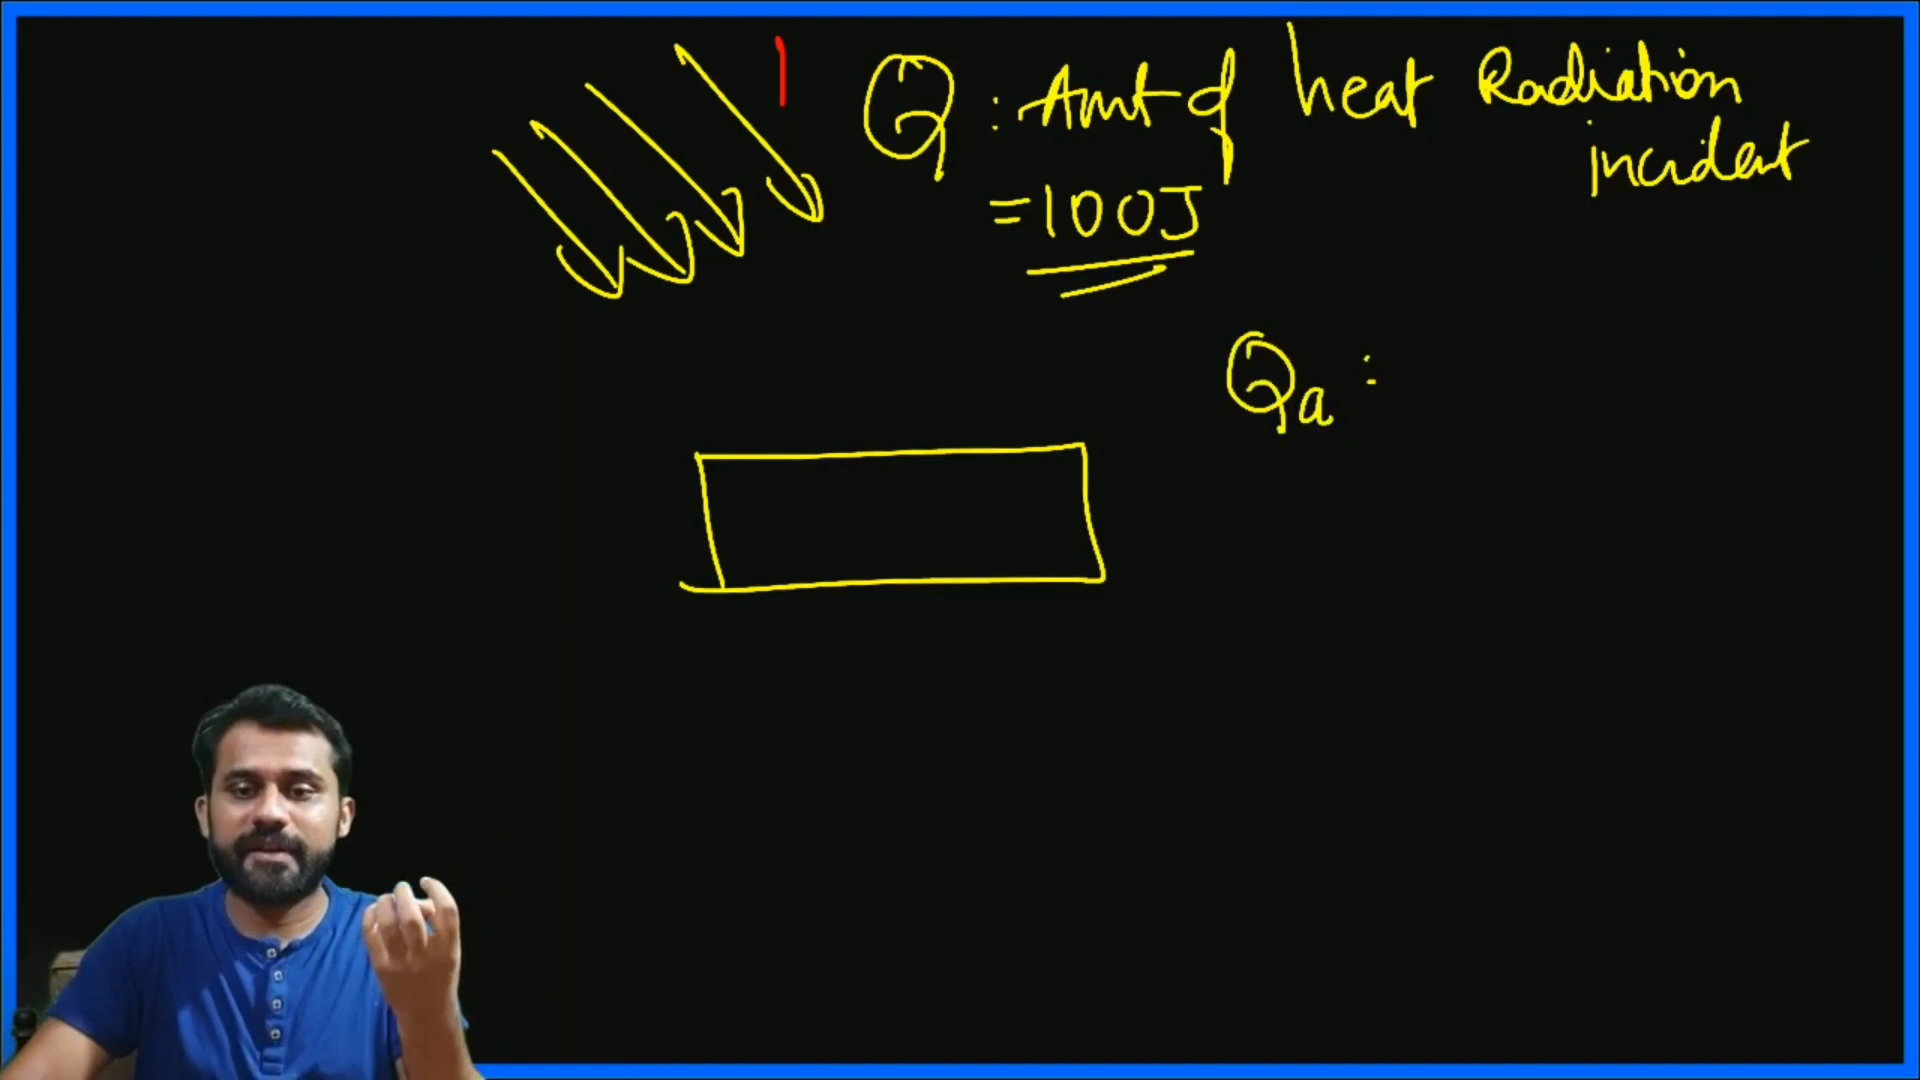 Q : Amt of heat Radiation
incident
= 100J
Qa :